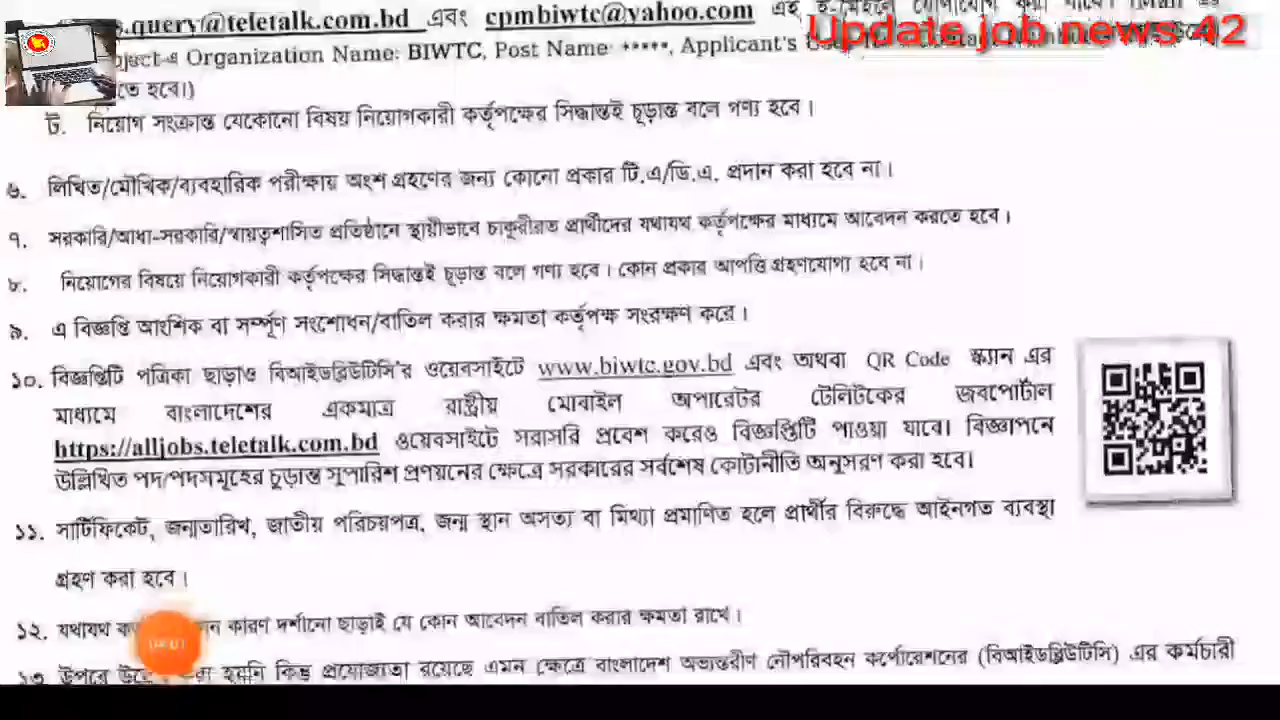 .query@teletalk.com.bd এবং cpmbiwtc@yahoo.com এই ই-মেইলে যোগাযোগ করা যাবে।
Update job news 42
ject-এ Organization Name: BIWTC, Post Name: *****, Applicant's
তে হবে।)
ট. নিয়োগ সংক্রান্ত যেকোনো বিষয় নিয়োগকারী কর্তৃপক্ষের সিদ্ধান্তই চূড়ান্ত বলে গণ্য হবে।
৬. লিখিত/মৌখিক/ব্যবহারিক পরীক্ষায় অংশ গ্রহণের জন্য কোনো প্রকার টি.এ/ডি.এ. প্রদান করা হবে না।
৭. সরকারি/আধা-সরকারি/স্বায়ত্বশাসিত প্রতিষ্ঠানে স্থায়ীভাবে চাকুরীরত প্রার্থীদের যথাযথ কর্তৃপক্ষের মাধ্যমে আবেদন করতে হবে।
৮. নিয়োগের বিষয়ে নিয়োগকারী কর্তৃপক্ষের সিদ্ধান্তই চূড়ান্ত বলে গণ্য হবে। কোন প্রকার আপত্তি গ্রহণযোগ্য হবে না।
৯. এ বিজ্ঞপ্তি আংশিক বা সম্পূর্ণ সংশোধন/বাতিল করার ক্ষমতা কর্তৃপক্ষ সংরক্ষণ করে।
১০. বিজ্ঞপ্তিটি পত্রিকা ছাড়াও বিআইডব্লিউটিসি'র ওয়েবসাইটে www.biwtc.gov.bd এবং অথবা QR Code স্ক্যান এর
মাধ্যমে বাংলাদেশের একমাত্র রাষ্ট্রীয় মোবাইল অপারেটর টেলিটকের জবপোর্টাল
https://alljobs.teletalk.com.bd ওয়েবসাইটে সরাসরি প্রবেশ করেও বিজ্ঞপ্তিটি পাওয়া যাবে। বিজ্ঞাপনে
উল্লিখিত পদ/পদসমূহের চূড়ান্ত সুপারিশ প্রণয়নের ক্ষেত্রে সরকারের সর্বশেষ কোটানীতি অনুসরণ করা হবে।
১১. সার্টিফিকেট, জন্মতারিখ, জাতীয় পরিচয়পত্র, জন্ম স্থান অসত্য বা মিথ্যা প্রমাণিত হলে প্রার্থীর বিরুদ্ধে আইনগত ব্যবস্থা
গ্রহণ করা হবে।
১২. যথাযথ কারণ দর্শানো ছাড়াই যে কোন আবেদন বাতিল করার ক্ষমতা রাখে।
১৩ উপরে হয়নি কিন্তু প্রযোজ্যতা রয়েছে এমন ক্ষেত্রে বাংলাদেশ অভ্যন্তরীণ নৌপরিবহন কর্পোরেশনের (বিআইডব্লিউটিসি) এর কর্মচারী